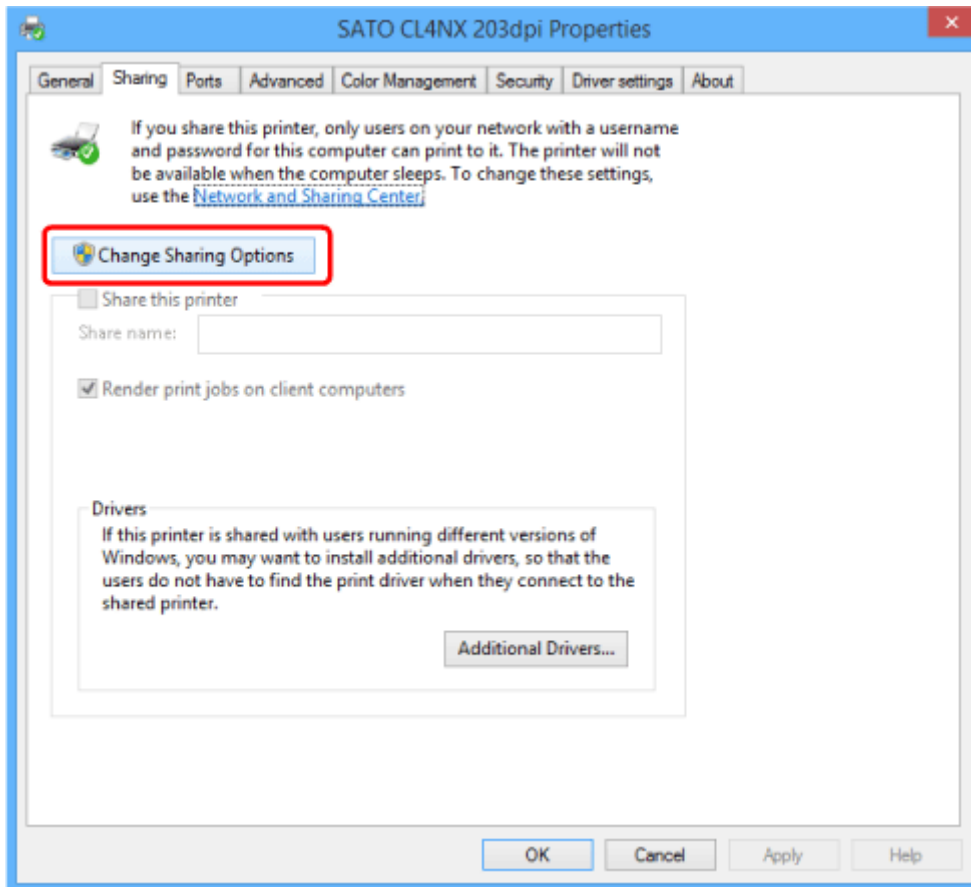 SATO CL4NX 203dpi Properties
General Sharing Ports Advanced Color Management Security Driver settings About
If you share this printer, only users on your network with a username
and password for this computer can print to it. The printer will not
be available when the computer sleeps. To change these settings,
use the Network and Sharing Center.
Change Sharing Options
Share this printer
Share name:
Render print jobs on client computers
Drivers
If this printer is shared with users running different versions of
Windows, you may want to install additional drivers, so that the
users do not have to find the print driver when they connect to the
shared printer.
Additional Drivers...
OK Cancel Apply Help